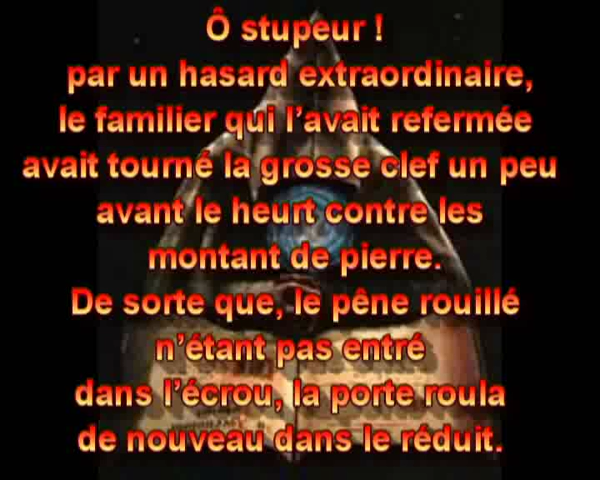 Ô stupeur !
par un hasard extraordinaire,
le familier qui l’avait refermée
avait tourné la grosse clef un peu
avant le heurt contre les
montant de pierre.
De sorte que, le pêne rouillé
n’étant pas entré
dans l’écrou, la porte roula
de nouveau dans le réduit.